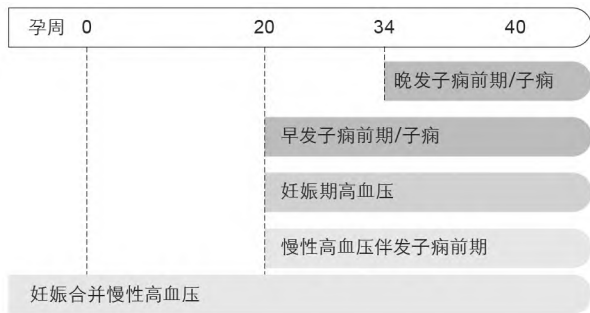 孕周 0 20 34 40
晚发子痫前期/子痫
早发子痫前期/子痫
妊娠期高血压
慢性高血压伴发子痫前期
妊娠合并慢性高血压